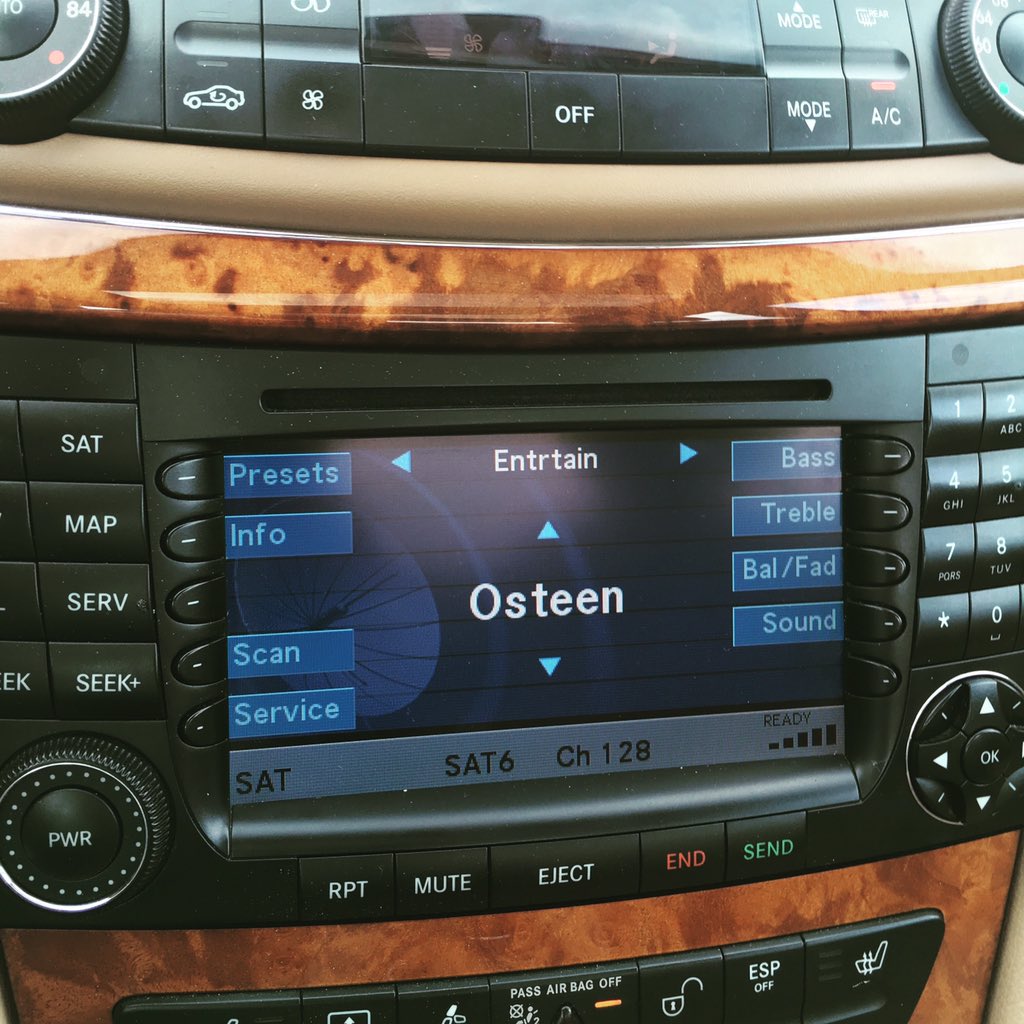 84
MODE
REAR
64
60
OFF
MODE
A/C
SAT
MAP
SERV
SEEK+
Presets
Entrtain
Bass
Info
Treble
Bal/Fad
Osteen
Sound
Scan
Service
READY
SAT SAT6 Ch 128
1 2 ABC
4 GHI 5 JKL
7 PQRS 8 TUV
* 0
OK
PWR
RPT MUTE EJECT END SEND
PASS AIR BAG OFF
ESP
OFF